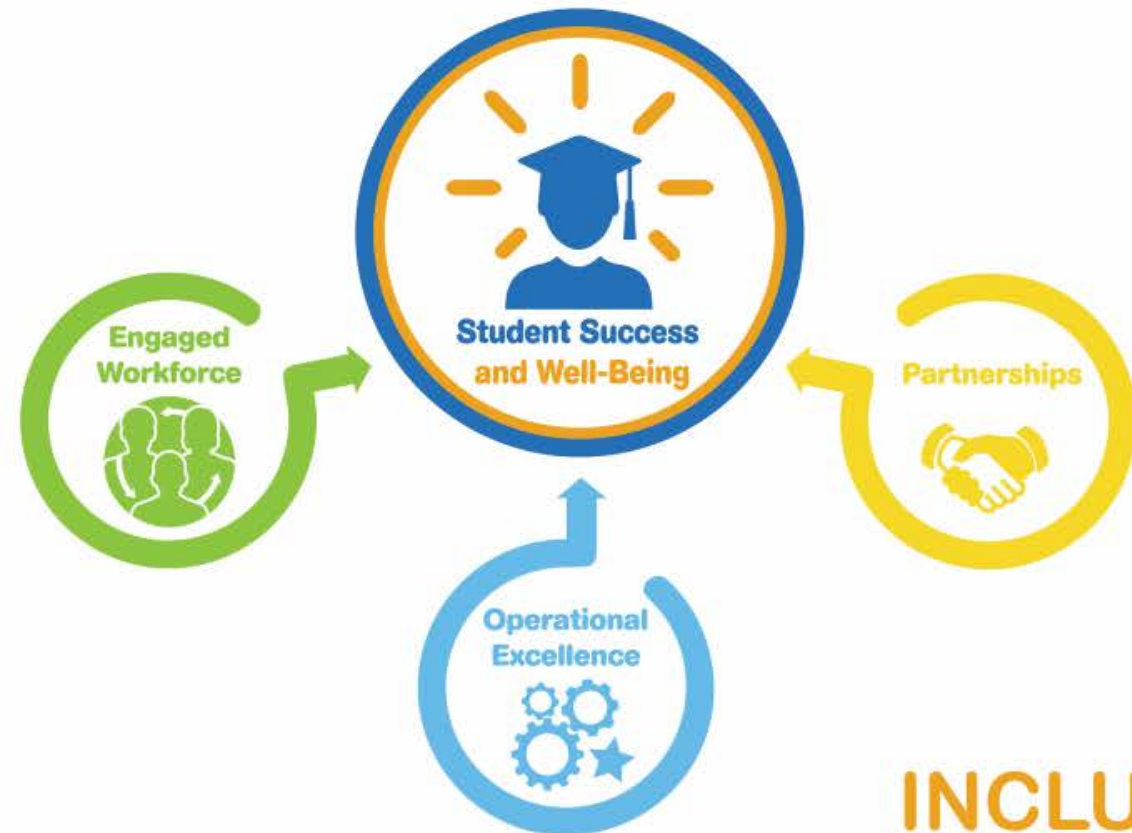 Student Success
and Well-Being
Engaged
Workforce
Partnerships
Operational
Excellence
INCLU